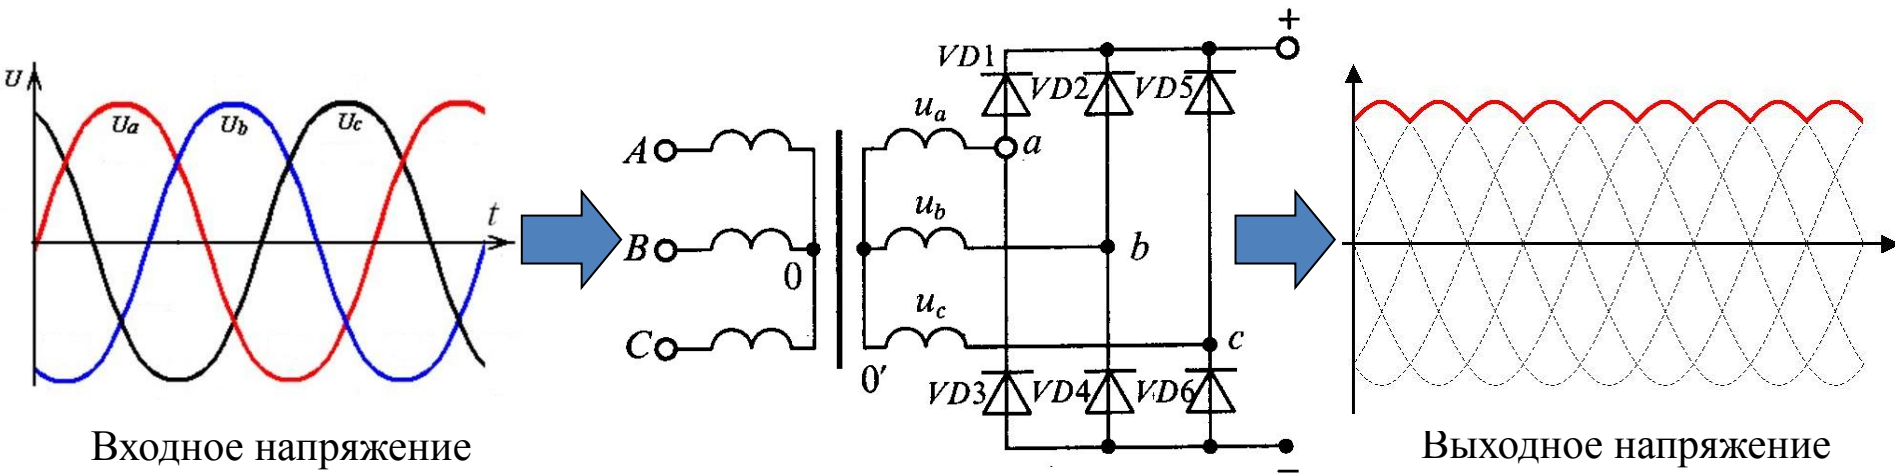 U
Ua
Ub
Uc
t
Входное напряжение
A
B
C
0
0′
ua
ub
uc
a
b
c
VD1
VD2
VD5
VD3
VD4
VD6
+
−
Выходное напряжение